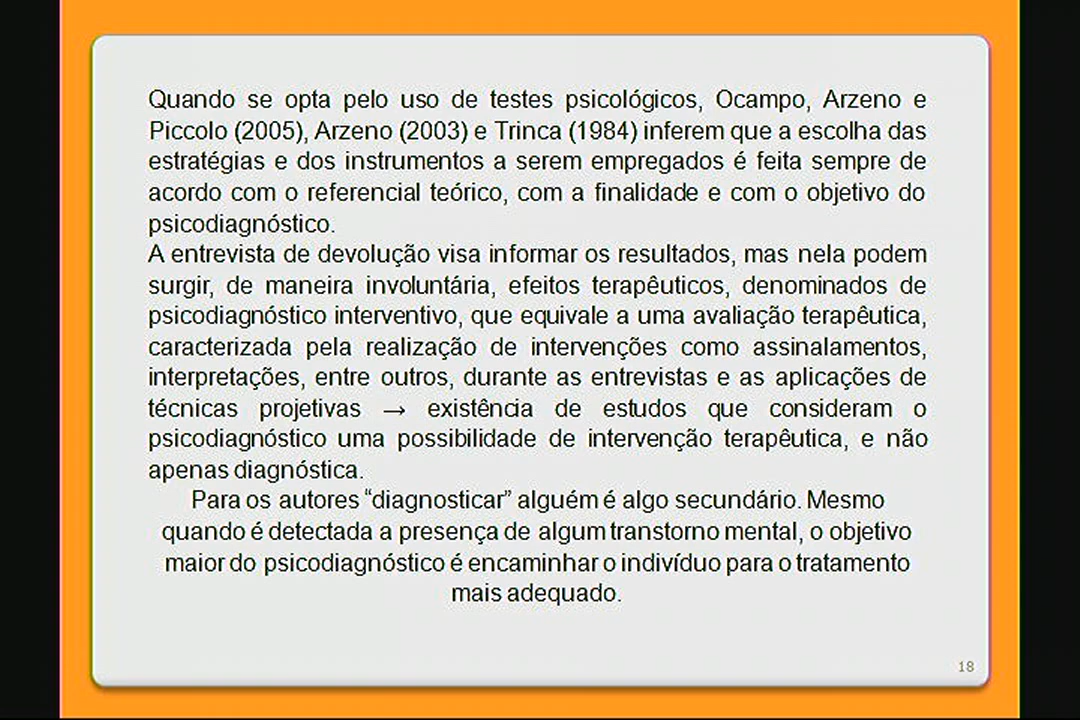 Quando se opta pelo uso de testes psicológicos, Ocampo, Arzeno e
Piccolo (2005), Arzeno (2003) e Trinca (1984) inferem que a escolha das
estratégias e dos instrumentos a serem empregados é feita sempre de
acordo com o referencial teórico, com a finalidade e com o objetivo do
psicodiagnóstico.
A entrevista de devolução visa informar os resultados, mas nela podem
surgir, de maneira involuntária, efeitos terapêuticos, denominados de
psicodiagnóstico interventivo, que equivale a uma avaliação terapêutica,
caracterizada pela realização de intervenções como assinalamentos,
interpretações, entre outros, durante as entrevistas e as aplicações de
técnicas projetivas → existência de estudos que consideram o
psicodiagnóstico uma possibilidade de intervenção terapêutica, e não
apenas diagnóstica.
Para os autores “diagnosticar” alguém é algo secundário. Mesmo
quando é detectada a presença de algum transtorno mental, o objetivo
maior do psicodiagnóstico é encaminhar o indivíduo para o tratamento
mais adequado.
18